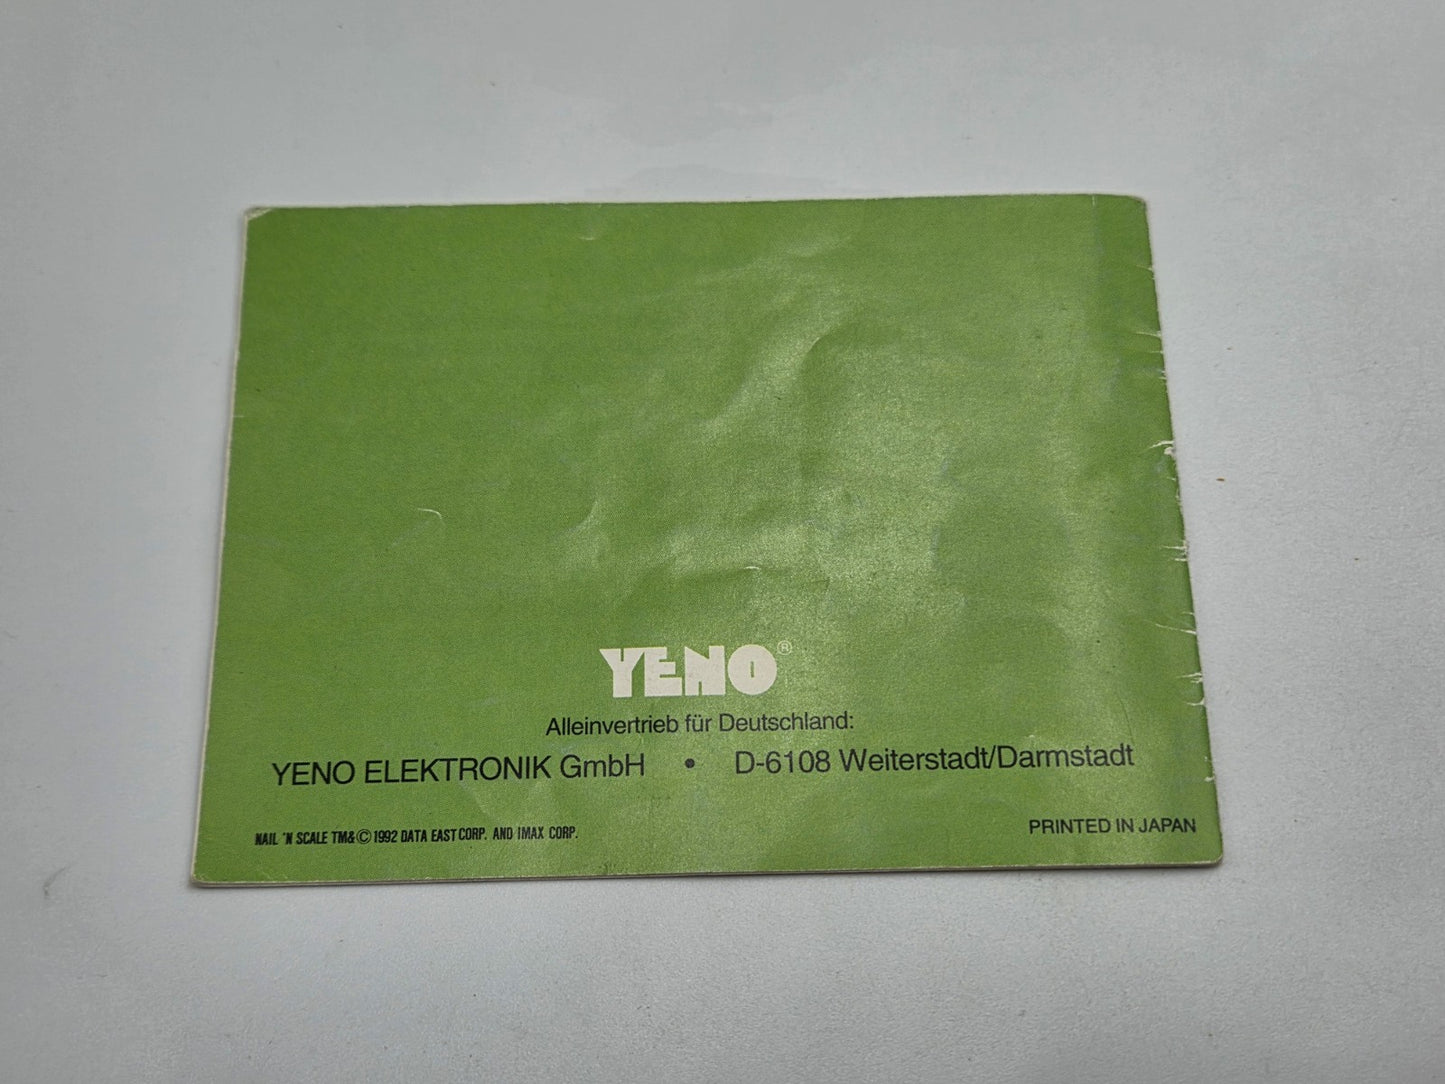 YENO®
Alleinvertrieb für Deutschland:
YENO ELEKTRONIK GmbH • D-6108 Weiterstadt/Darmstadt
NAIL 'N SCALE TM&©1992 DATA EAST CORP. AND IMAX CORP.
PRINTED IN JAPAN